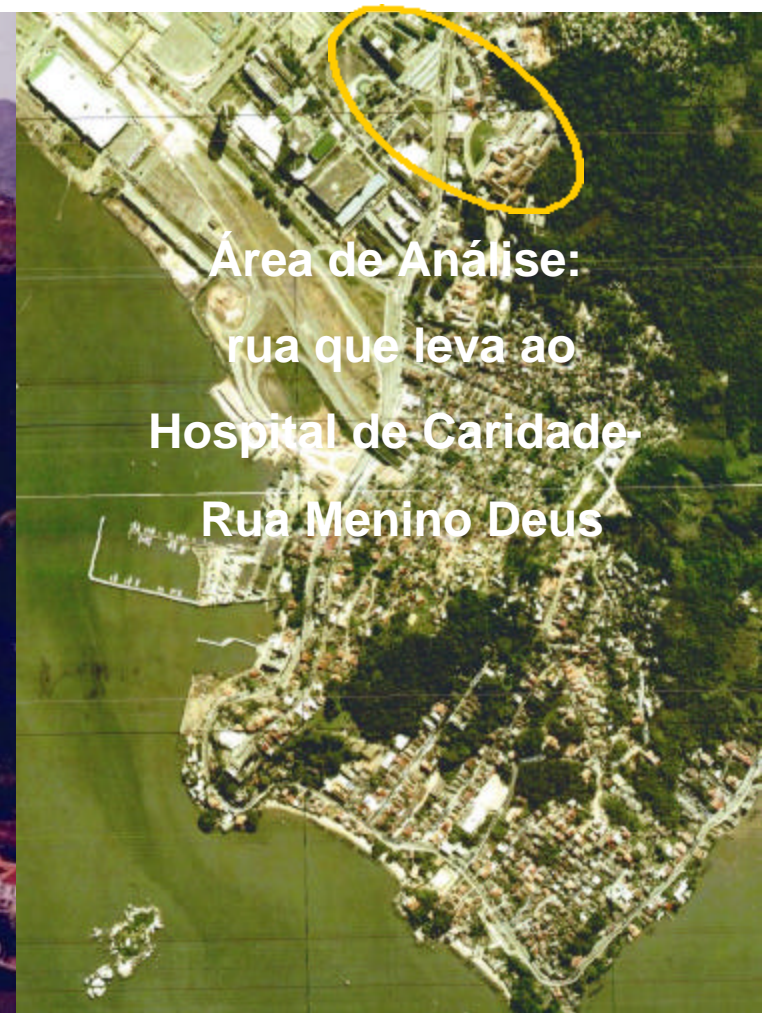 Área de Análise:
rua que leva ao
Hospital de Caridade-
Rua Menino Deus